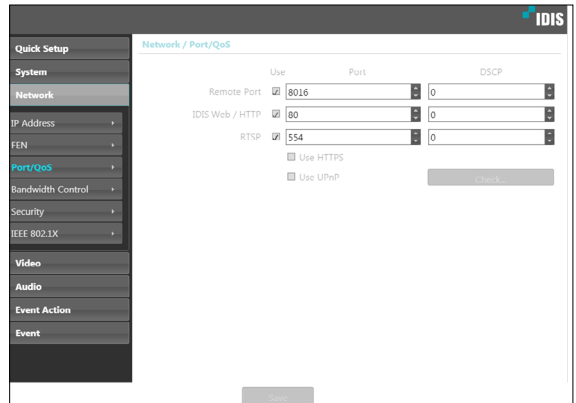 IDIS
Quick Setup
System
Network
IP Address
FEN
Port/QoS
Bandwidth Control
Security
IEEE 802.1X
Video
Audio
Event Action
Event
Network / Port/QoS
Use Port DSCP
Remote Port 8016 0
IDIS Web / HTTP 80 0
RTSP 554 0
Use HTTPS
Use UPnP Check...
Save